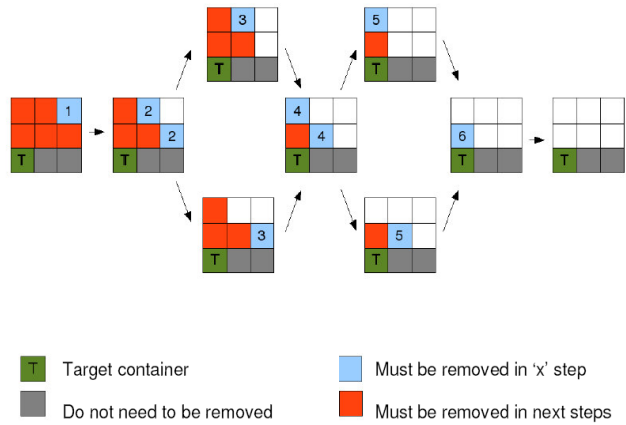 3
5
T
T
1
2
4
2
4
6
T
T
T
T
T
3
5
T
T
T Target container
Must be removed in ‘x’ step
Do not need to be removed
Must be removed in next steps